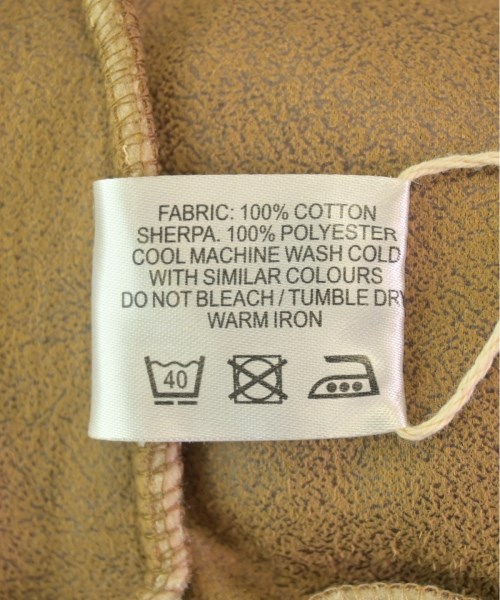 FABRIC: 100% COTTON
SHERPA. 100% POLYESTER
COOL MACHINE WASH COLD
WITH SIMILAR COLOURS
DO NOT BLEACH / TUMBLE DRY
WARM IRON
40